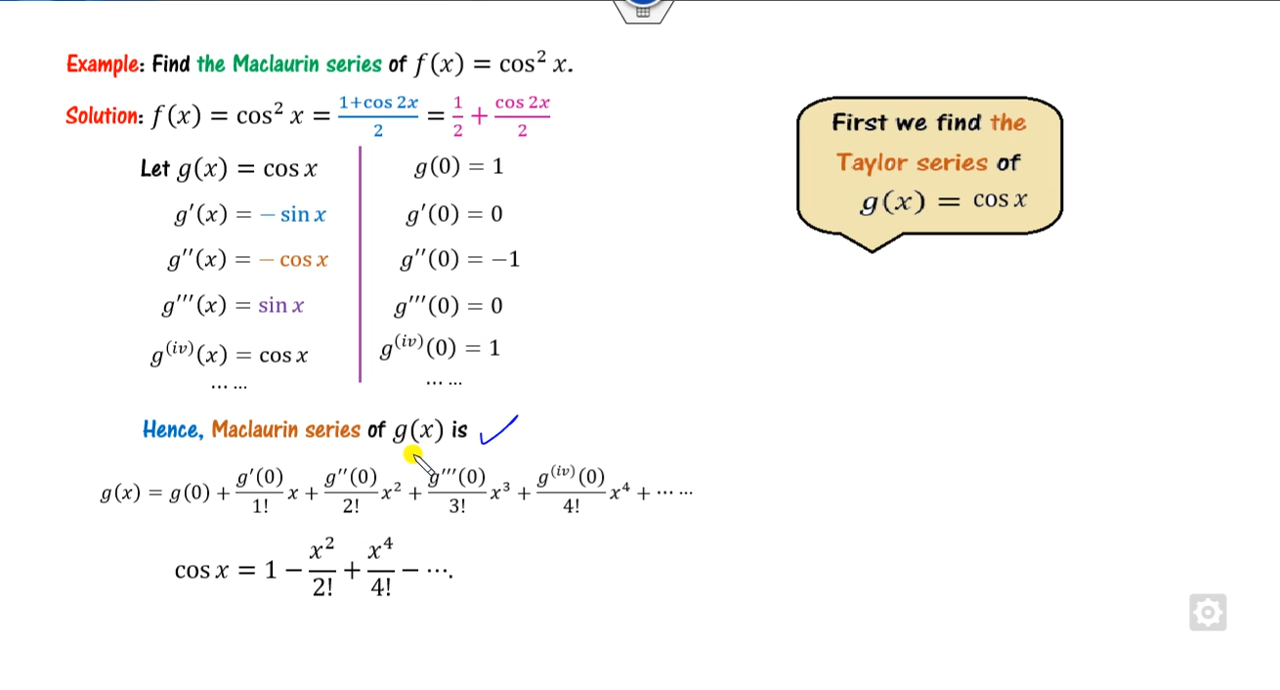 Example: Find the Maclaurin series of f(x) = cos² x.
Solution: f(x) = cos² x = (1+cos 2x)/2 = 1/2 + (cos 2x)/2
First we find the
Taylor series of
g(x) = cos x
Let g(x) = cos x    g(0) = 1
g′(x) = − sin x    g′(0) = 0
g′′(x) = − cos x    g′′(0) = −1
g′′′(x) = sin x    g′′′(0) = 0
g^(iv)(x) = cos x    g^(iv)(0) = 1
... ...    ... ...
Hence, Maclaurin series of g(x) is
g(x) = g(0) + g′(0)/1! x + g′′(0)/2! x² + g′′′(0)/3! x³ + g^(iv)(0)/4! x⁴ + ⋯ ⋯
cos x = 1 − x²/2! + x⁴/4! − ⋯.